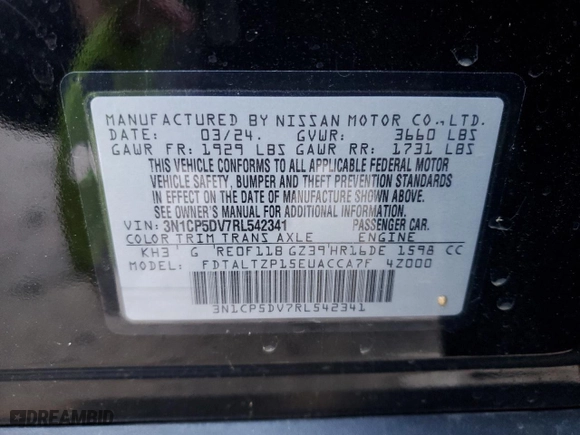 MANUFACTURED BY NISSAN MOTOR CO., LTD.
DATE: 03/24. GVWR: 3660 LBS
GAWR FR: 1929 LBS GAWR RR: 1731 LBS
THIS VEHICLE CONFORMS TO ALL APPLICABLE FEDERAL MOTOR
VEHICLE SAFETY, BUMPER AND THEFT PREVENTION STANDARDS
IN EFFECT ON THE DATE OF MANUFACTURE SHOWN ABOVE.
SEE OWNER'S MANUAL FOR ADDITIONAL INFORMATION.
VIN: 3N1CP5DV7RL542341 PASSENGER CAR.
COLOR TRIM TRANS AXLE ENGINE
KH3 G RE0F11B GZ39 HR16DE 1598 CC
MODEL: FDTALTZP15EUACCA7F 4Z000
3N1CP5DV7RL542341
DREAMBID